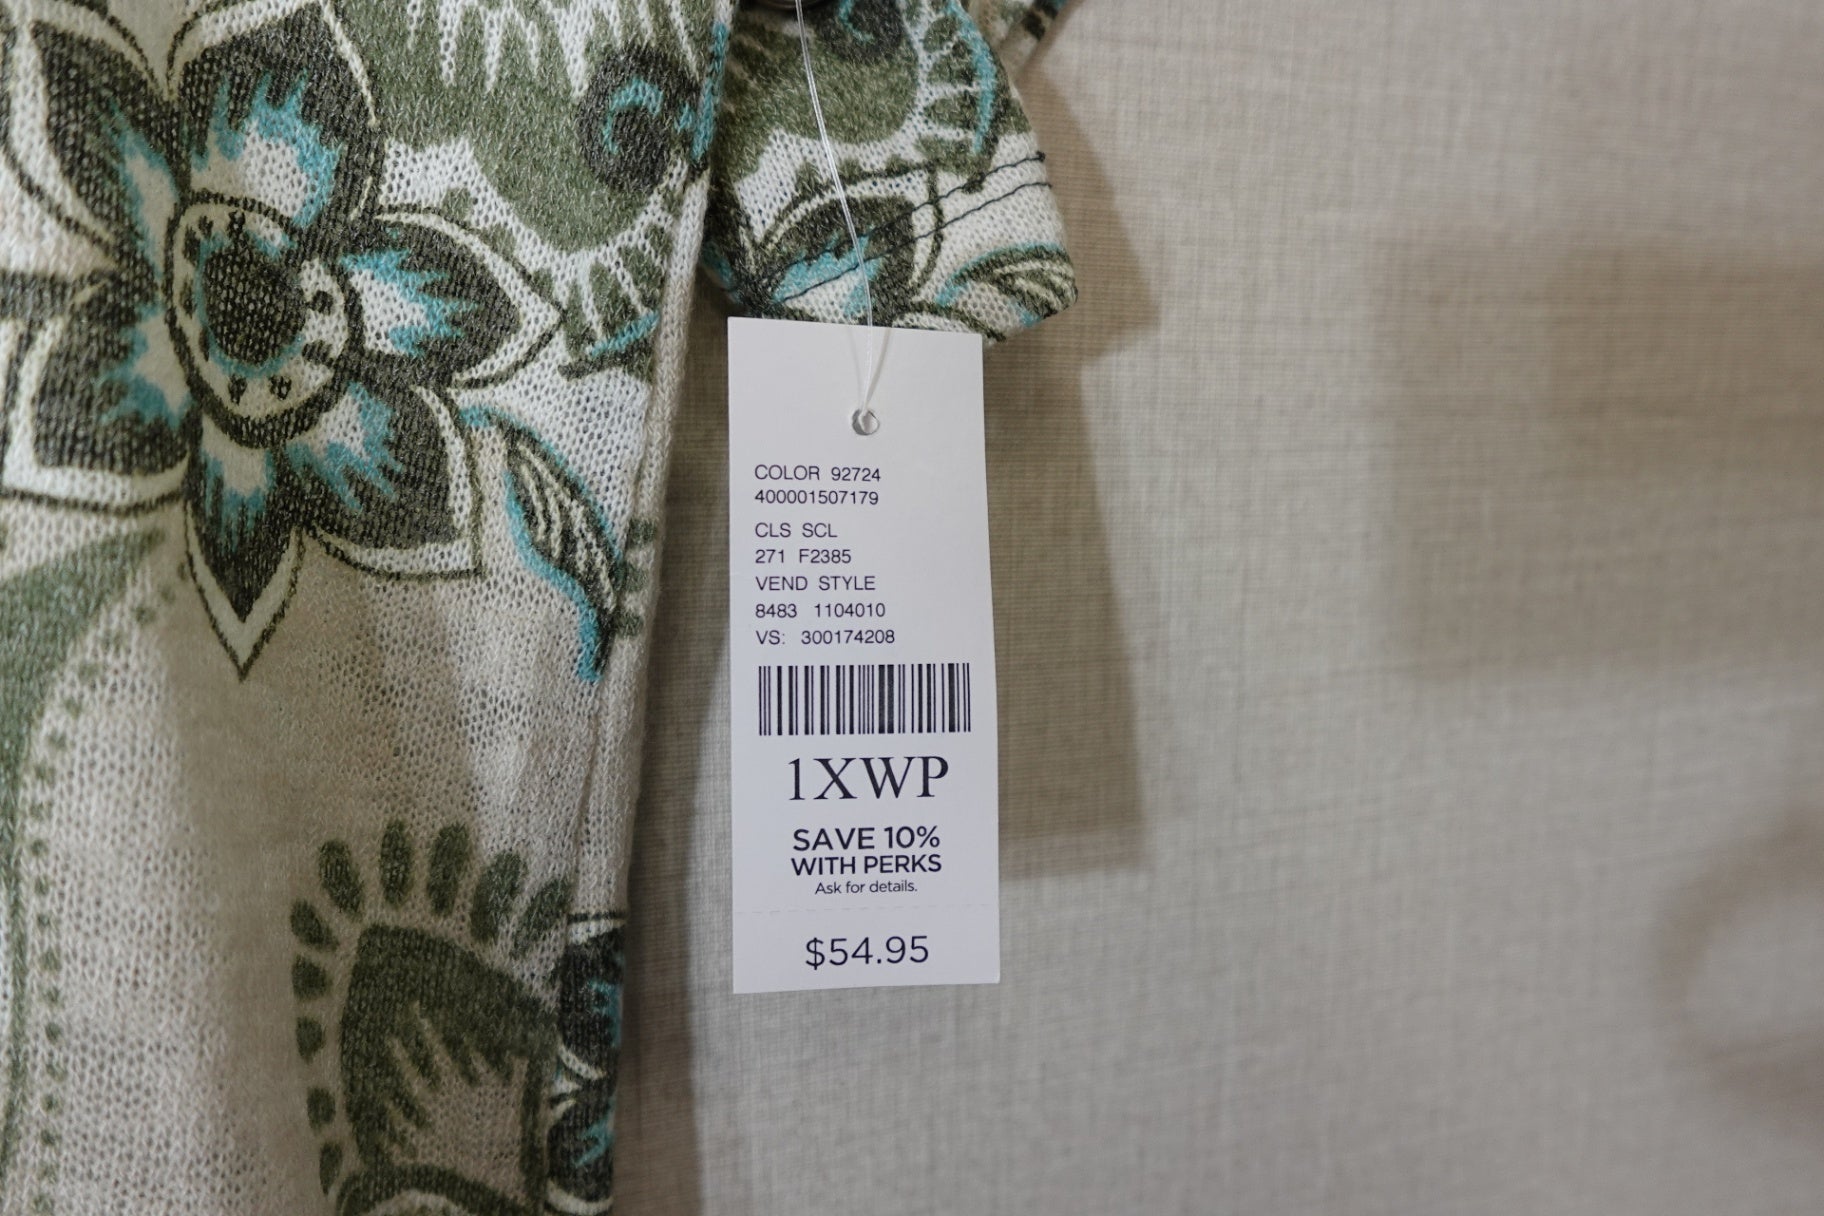 COLOR 92724
400001507179
CLS SCL
271 F2385
VEND STYLE
8483 1104010
VS: 300174208
1XWP
SAVE 10%
WITH PERKS
Ask for details.
$54.95